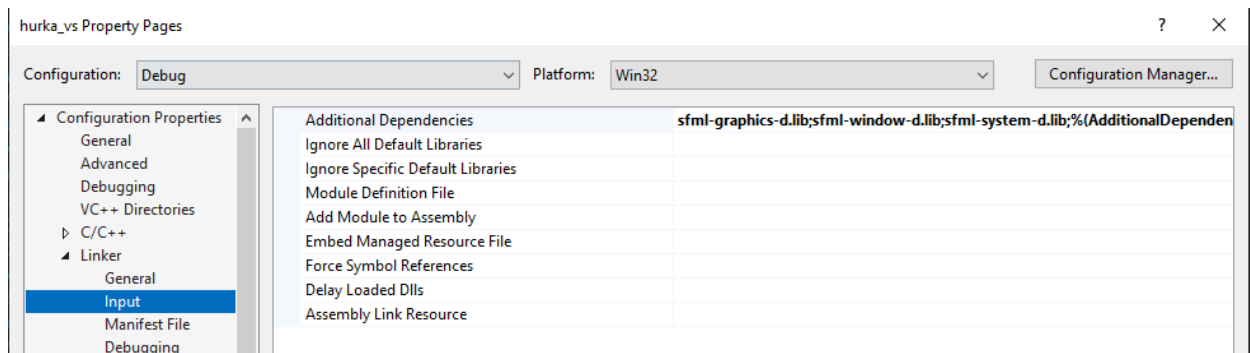 hurka_vs Property Pages ? ×
Configuration: Debug Platform: Win32 Configuration Manager...
Configuration Properties
General
Advanced
Debugging
VC++ Directories
C/C++
Linker
General
Input
Manifest File
Debugging
Additional Dependencies sfml-graphics-d.lib;sfml-window-d.lib;sfml-system-d.lib;%(AdditionalDependen
Ignore All Default Libraries
Ignore Specific Default Libraries
Module Definition File
Add Module to Assembly
Embed Managed Resource File
Force Symbol References
Delay Loaded Dlls
Assembly Link Resource